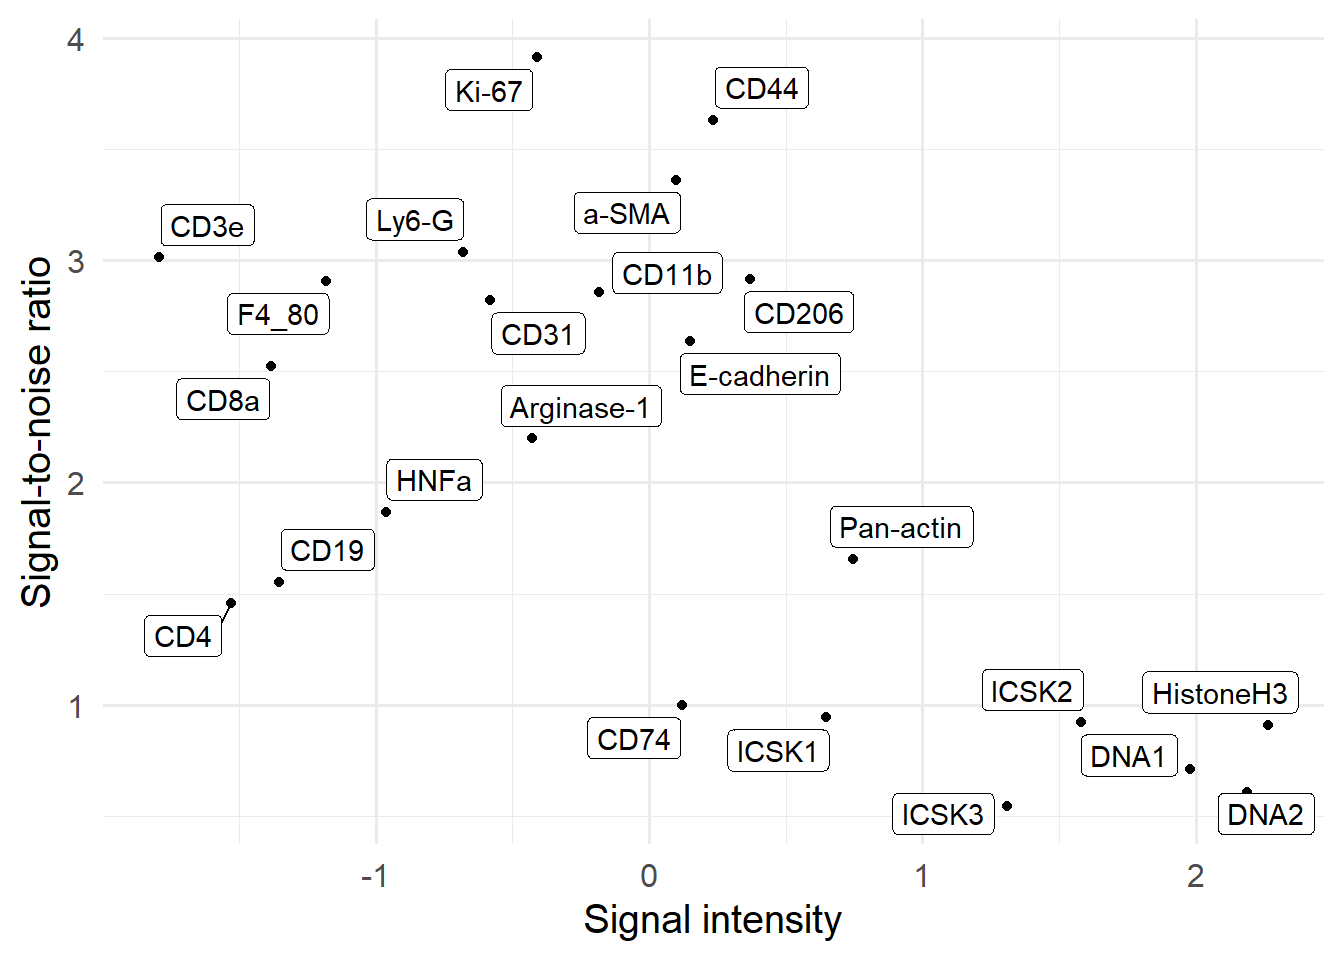 4
Ki-67
CD44
a-SMA
Ly6-G
CD3e
3
CD11b
F4_80
CD206
CD31
E-cadherin
CD8a
Arginase-1
HNFa
2
Pan-actin
CD19
CD4
ICSK2
HistoneH3
1
CD74
ICSK1
DNA1
ICSK3
DNA2
-1 0 1 2
Signal intensity
Signal-to-noise ratio